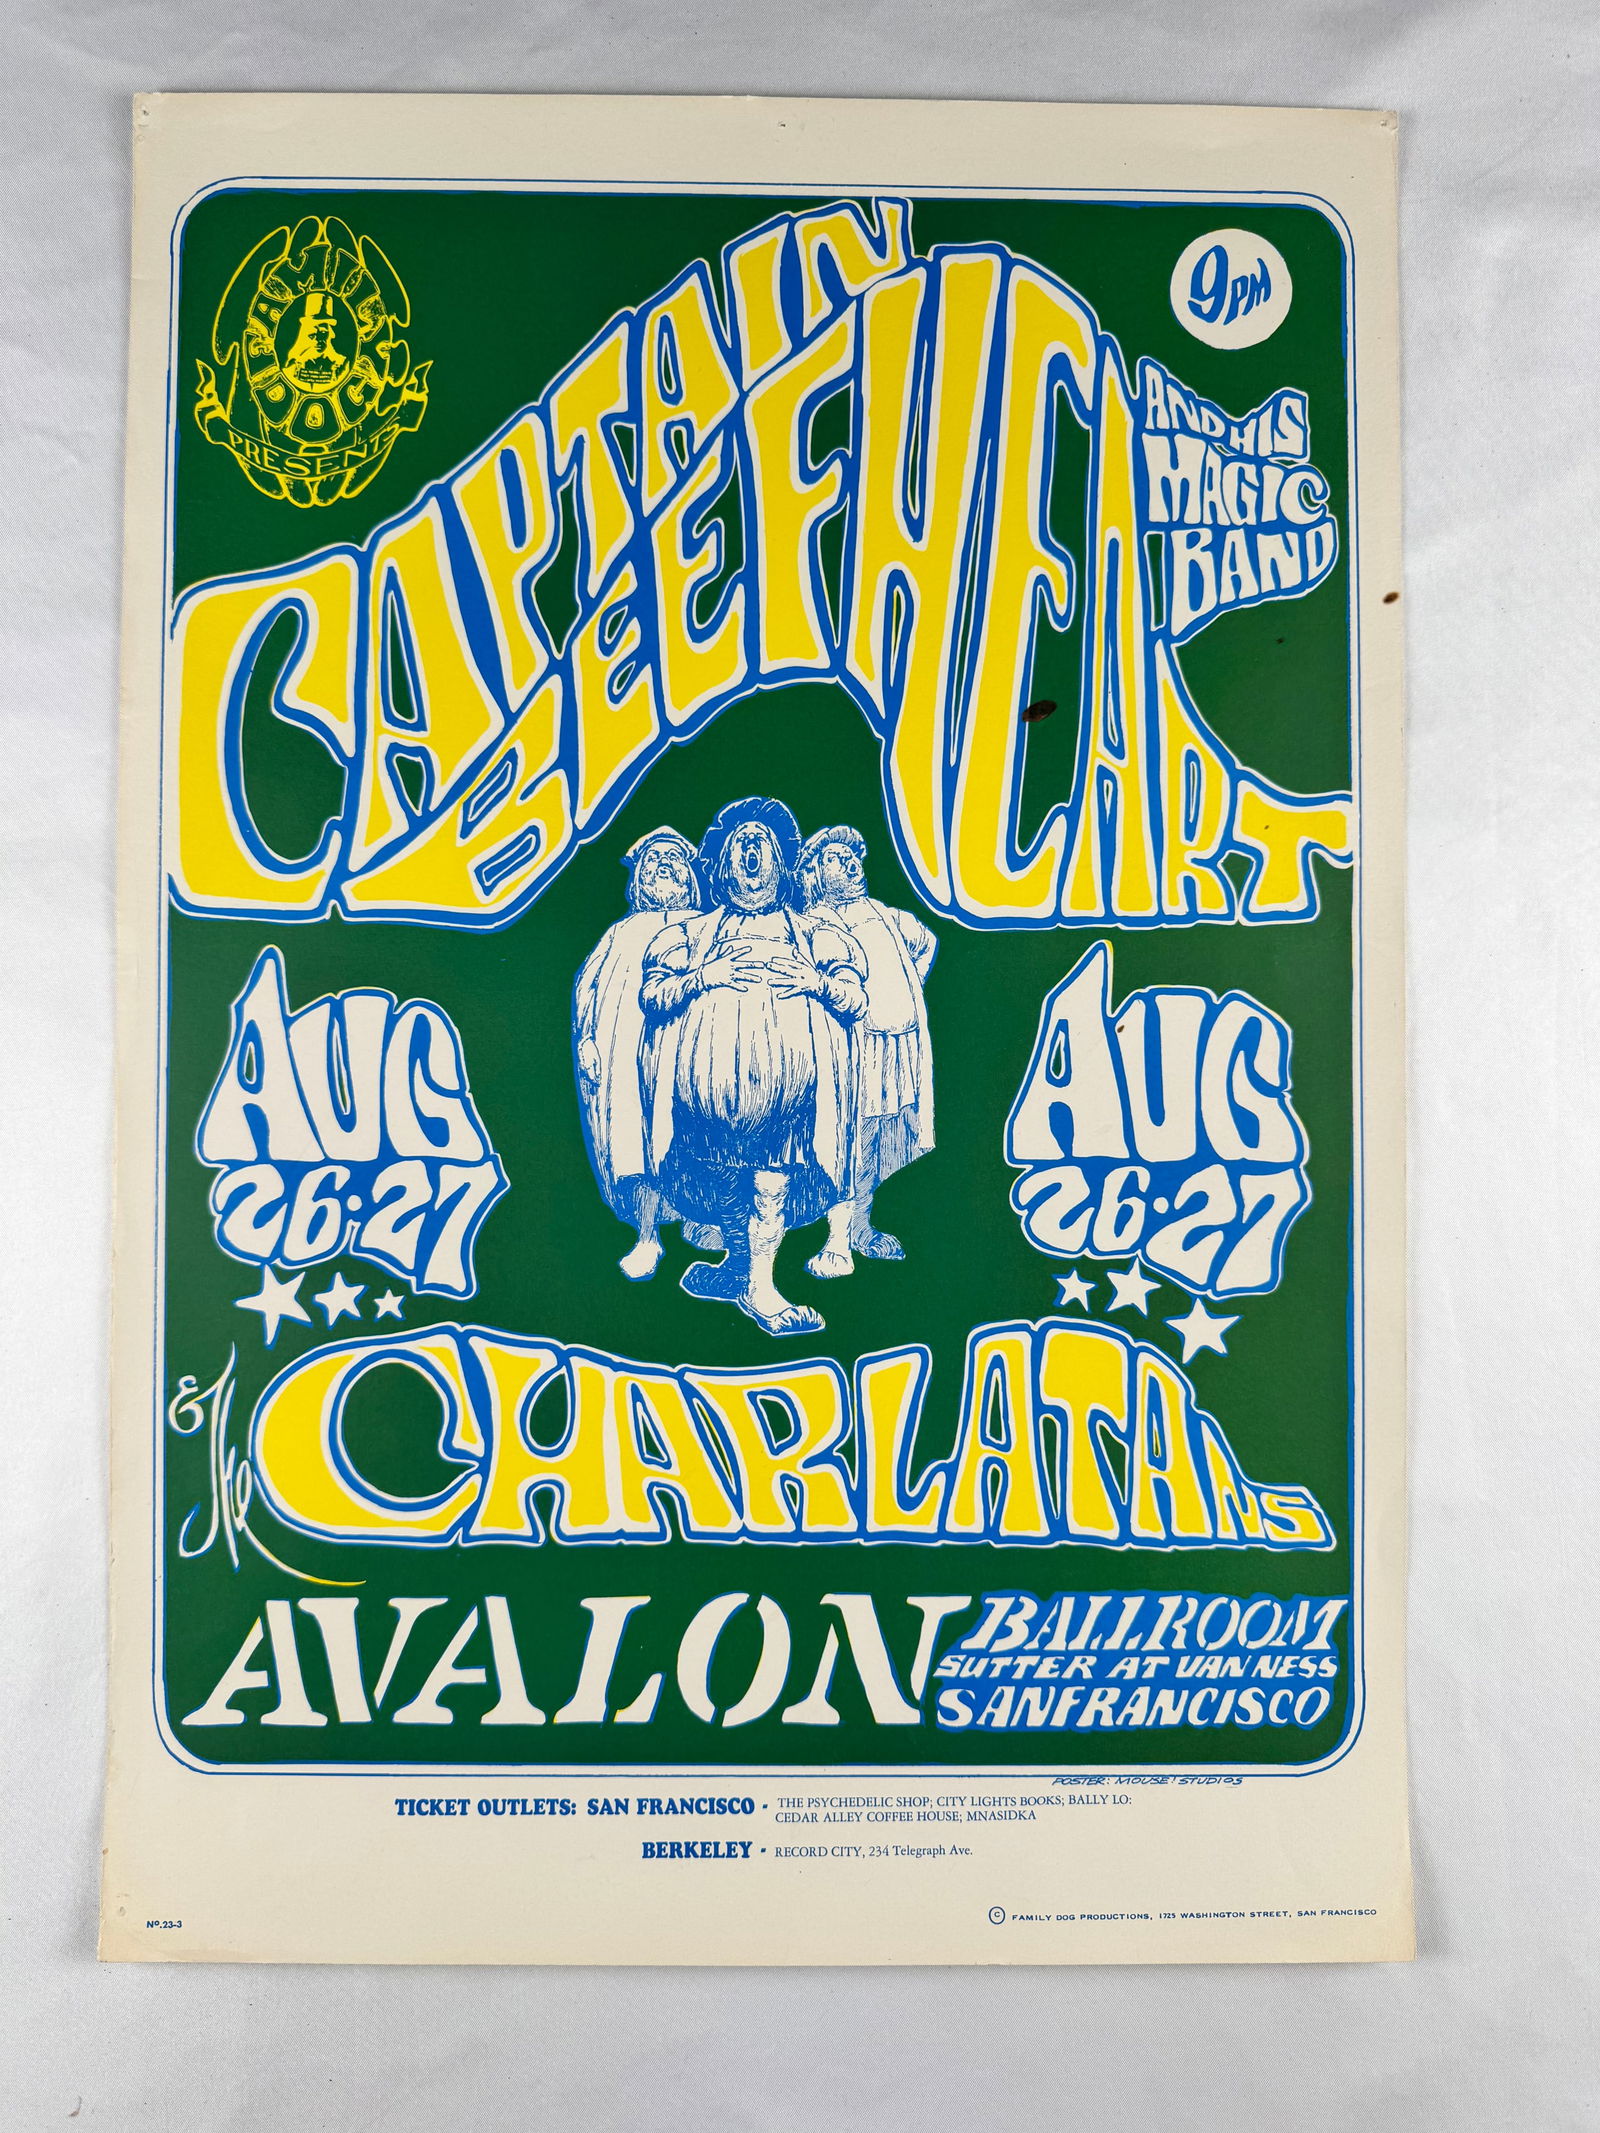 FAMILY
DOG
PRESENTS
9 PM
CAPTAIN
BEEFHEART
AND HIS
MAGIC
BAND
AUG
26·27
AUG
26·27
& The CHARLATANS
AVALON BALLROOM
SUTTER AT VAN NESS
SAN FRANCISCO
POSTER: MOUSE! STUDIOS
TICKET OUTLETS: SAN FRANCISCO - THE PSYCHEDELIC SHOP; CITY LIGHTS BOOKS; BALLY LO:
CEDAR ALLEY COFFEE HOUSE; MNASIDKA
BERKELEY - RECORD CITY, 234 Telegraph Ave.
Nº.23-3
© FAMILY DOG PRODUCTIONS, 1725 WASHINGTON STREET, SAN FRANCISCO